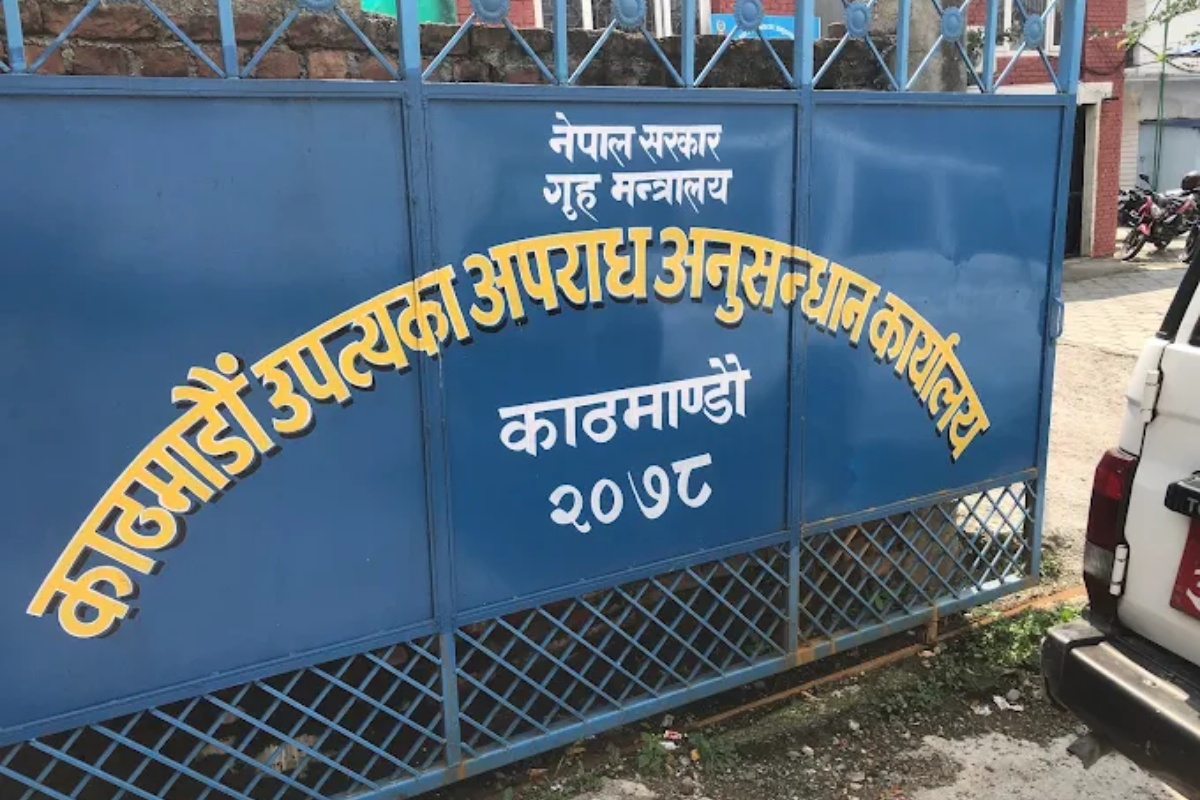 नेपाल सरकार
गृह मन्त्रालय
काठमाडौं उपत्यका अपराध अनुसन्धान कार्यालय
काठमाण्डौ
२०७८